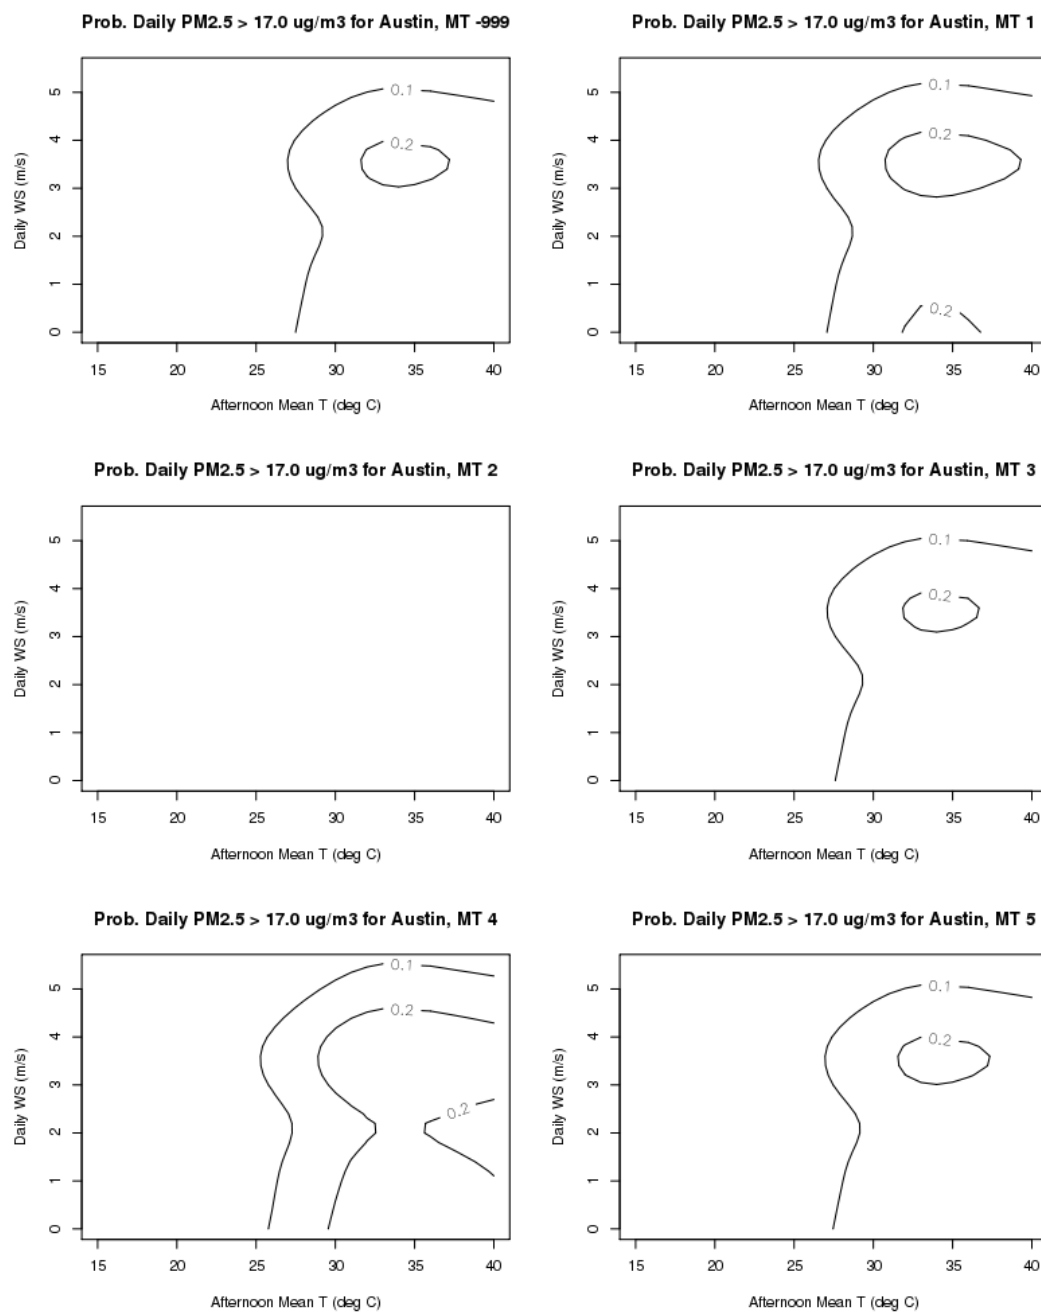 Prob. Daily PM2.5 > 17.0 ug/m3 for Austin, MT -999
Daily WS (m/s)
5
4
3
2
1
0
0.1
0.2
15 20 25 30 35 40
Afternoon Mean T (deg C)
Prob. Daily PM2.5 > 17.0 ug/m3 for Austin, MT 1
Daily WS (m/s)
5
4
3
2
1
0
0.1
0.2
0.2
15 20 25 30 35 40
Afternoon Mean T (deg C)
Prob. Daily PM2.5 > 17.0 ug/m3 for Austin, MT 2
Daily WS (m/s)
5
4
3
2
1
0
15 20 25 30 35 40
Afternoon Mean T (deg C)
Prob. Daily PM2.5 > 17.0 ug/m3 for Austin, MT 3
Daily WS (m/s)
5
4
3
2
1
0
0.1
0.2
15 20 25 30 35 40
Afternoon Mean T (deg C)
Prob. Daily PM2.5 > 17.0 ug/m3 for Austin, MT 4
Daily WS (m/s)
5
4
3
2
1
0
0.1
0.2
0.2
15 20 25 30 35 40
Afternoon Mean T (deg C)
Prob. Daily PM2.5 > 17.0 ug/m3 for Austin, MT 5
Daily WS (m/s)
5
4
3
2
1
0
0.1
0.2
15 20 25 30 35 40
Afternoon Mean T (deg C)